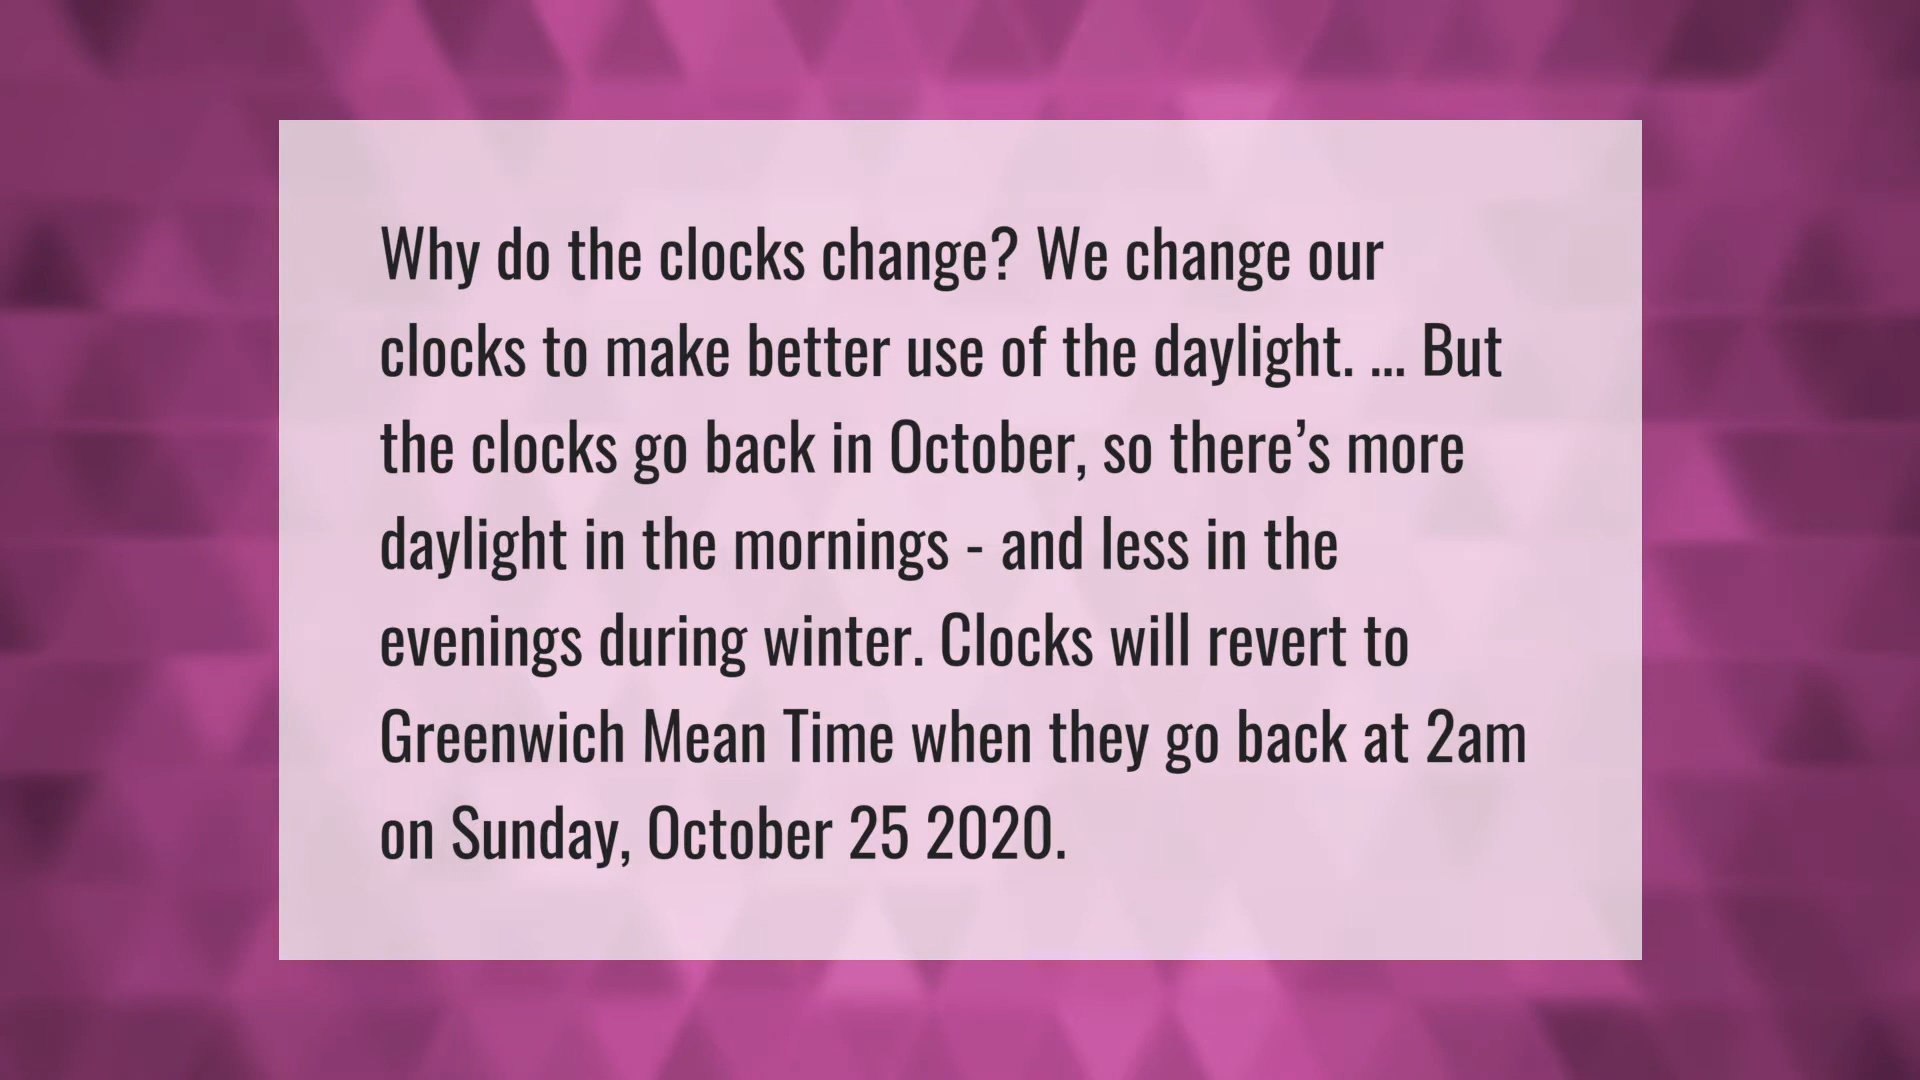 Why do the clocks change? We change our
clocks to make better use of the daylight. ... But
the clocks go back in October, so there’s more
daylight in the mornings - and less in the
evenings during winter. Clocks will revert to
Greenwich Mean Time when they go back at 2am
on Sunday, October 25 2020.